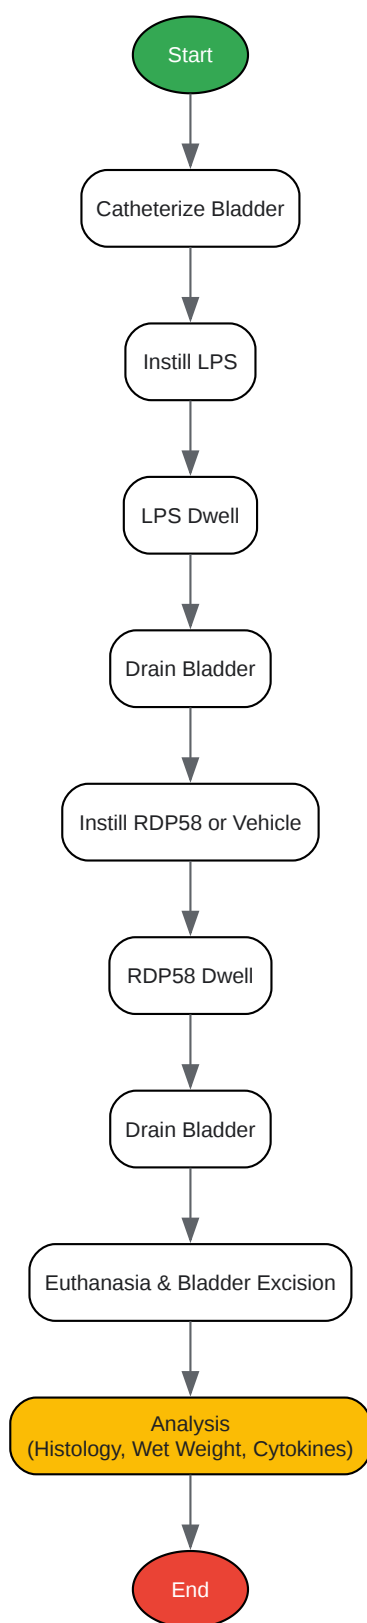 Start
Catheterize Bladder
Instill LPS
LPS Dwell
Drain Bladder
Instill RDP58 or Vehicle
RDP58 Dwell
Drain Bladder
Euthanasia & Bladder Excision
Analysis
(Histology, Wet Weight, Cytokines)
End